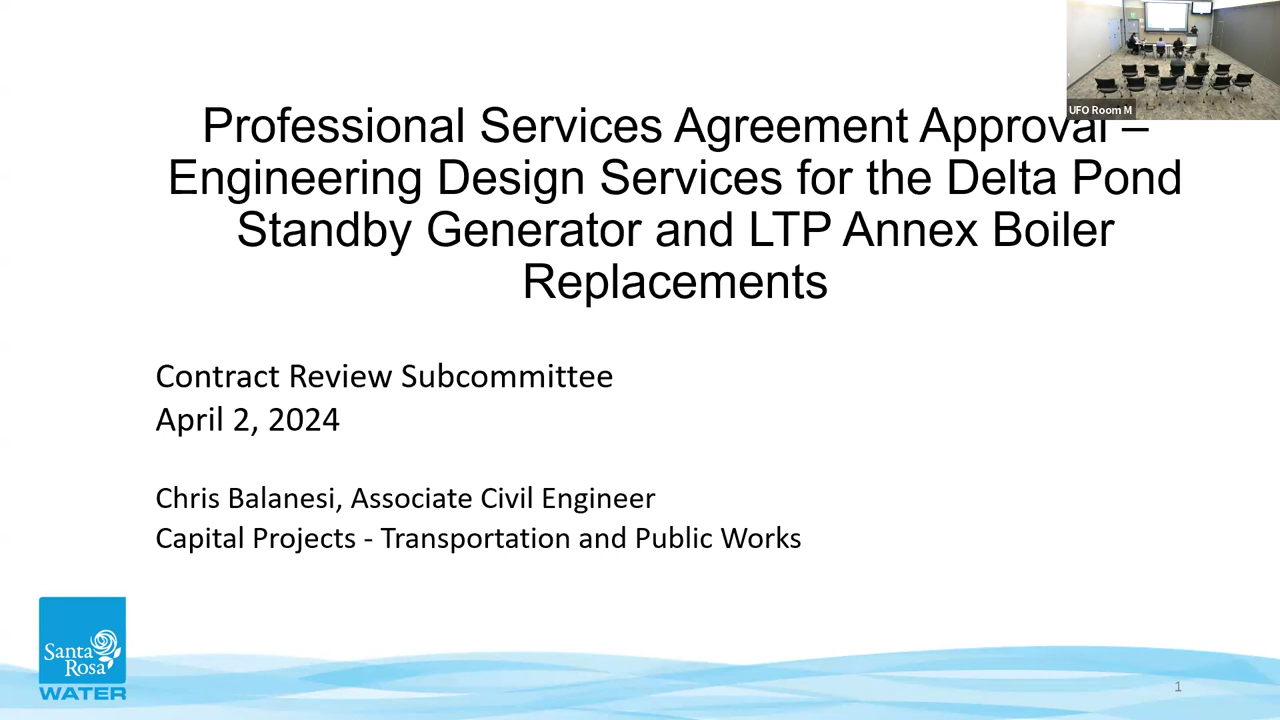 UFO Room M
Professional Services Agreement Approval –
Engineering Design Services for the Delta Pond
Standby Generator and LTP Annex Boiler
Replacements
Contract Review Subcommittee
April 2, 2024
Chris Balanesi, Associate Civil Engineer
Capital Projects - Transportation and Public Works
Santa
Rosa
WATER
1